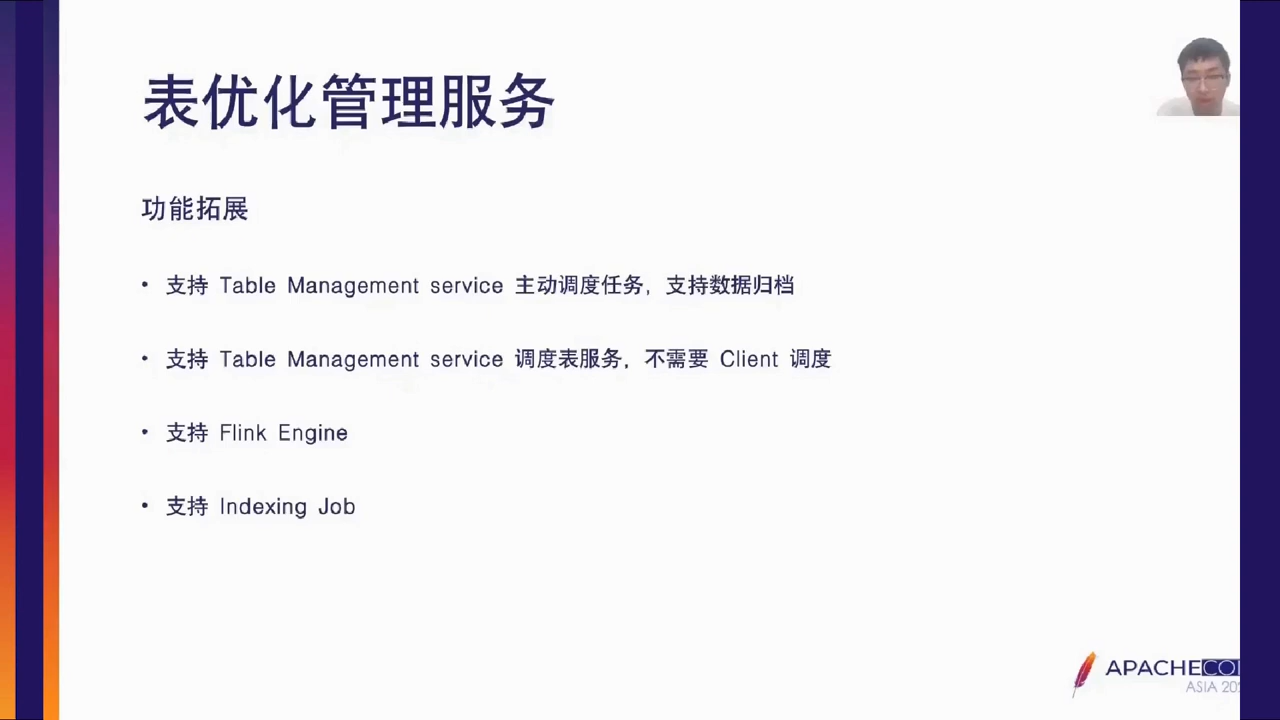 表优化管理服务
功能拓展
• 支持 Table Management service 主动调度任务，支持数据归档
• 支持 Table Management service 调度表服务，不需要 Client 调度
• 支持 Flink Engine
• 支持 Indexing Job
APACHECO
ASIA 202